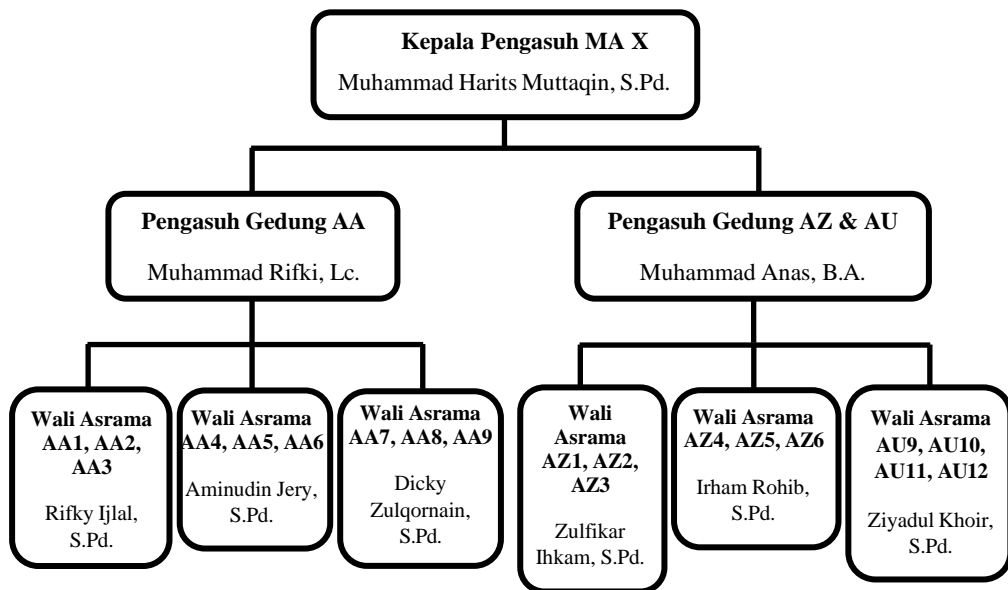 Kepala Pengasuh MA X
Muhammad Harits Muttaqin, S.Pd.
Pengasuh Gedung AA
Muhammad Rifki, Lc.
Pengasuh Gedung AZ & AU
Muhammad Anas, B.A.
Wali Asrama
AA1, AA2,
AA3
Rifky Ijlal,
S.Pd.
Wali Asrama
AA4, AA5, AA6
Aminudin Jery,
S.Pd.
Wali Asrama
AA7, AA8, AA9
Dicky
Zulqornain,
S.Pd.
Wali
Asrama
AZ1, AZ2,
AZ3
Zulfikar
Ihkam, S.Pd.
Wali Asrama
AZ4, AZ5, AZ6
Irham Rohib,
S.Pd.
Wali Asrama
AU9, AU10,
AU11, AU12
Ziyadul Khoir,
S.Pd.